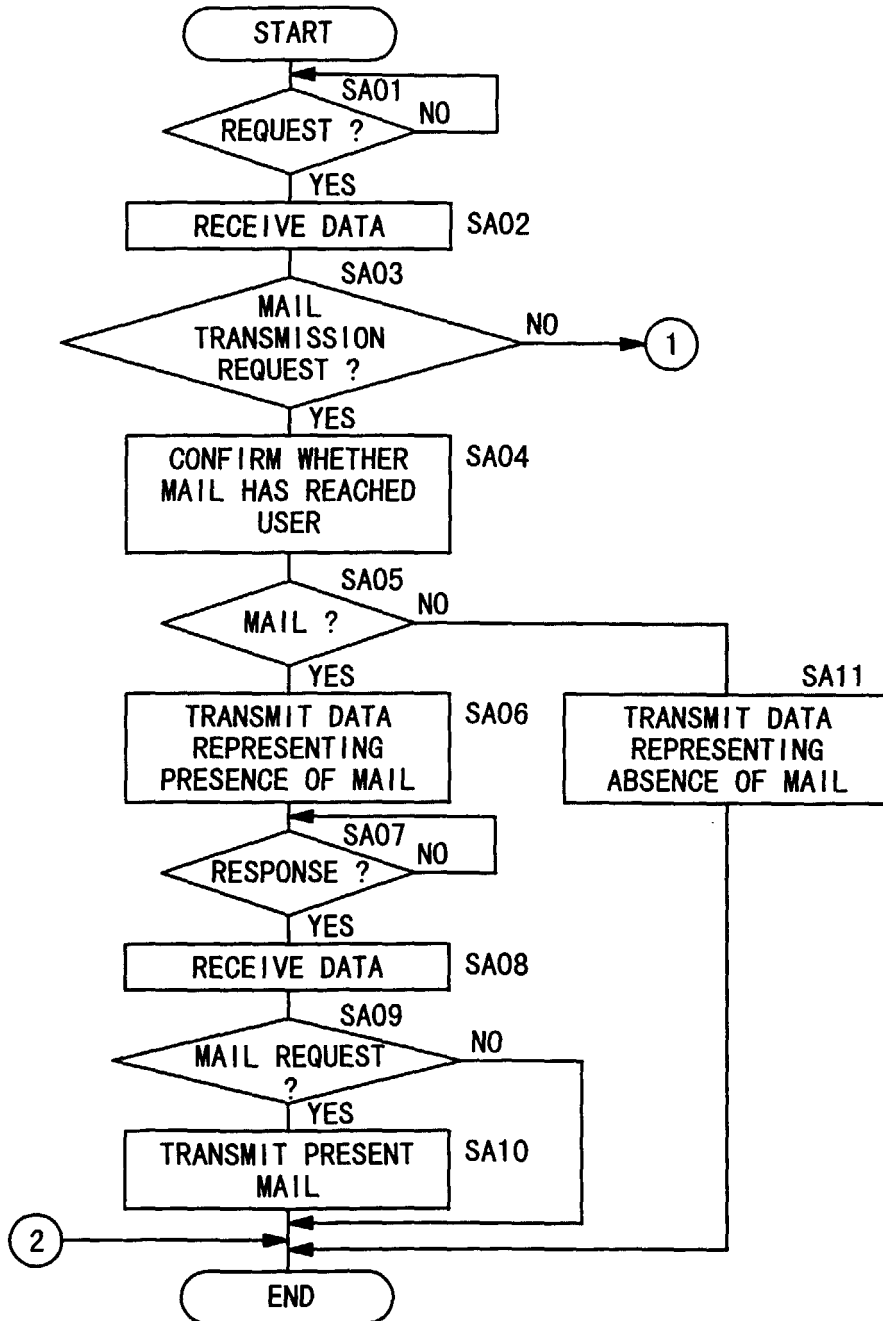 START
SA01
NO
REQUEST ?
YES
RECEIVE DATA
SA02
SA03
MAIL
TRANSMISSION
REQUEST ?
NO
1
YES
CONFIRM WHETHER
MAIL HAS REACHED
USER
SA04
SA05
MAIL ?
NO
YES
TRANSMIT DATA
REPRESENTING
PRESENCE OF MAIL
SA06
SA11
TRANSMIT DATA
REPRESENTING
ABSENCE OF MAIL
SA07
RESPONSE ?
NO
YES
RECEIVE DATA
SA08
SA09
MAIL REQUEST
?
NO
YES
TRANSMIT PRESENT
MAIL
SA10
2
END